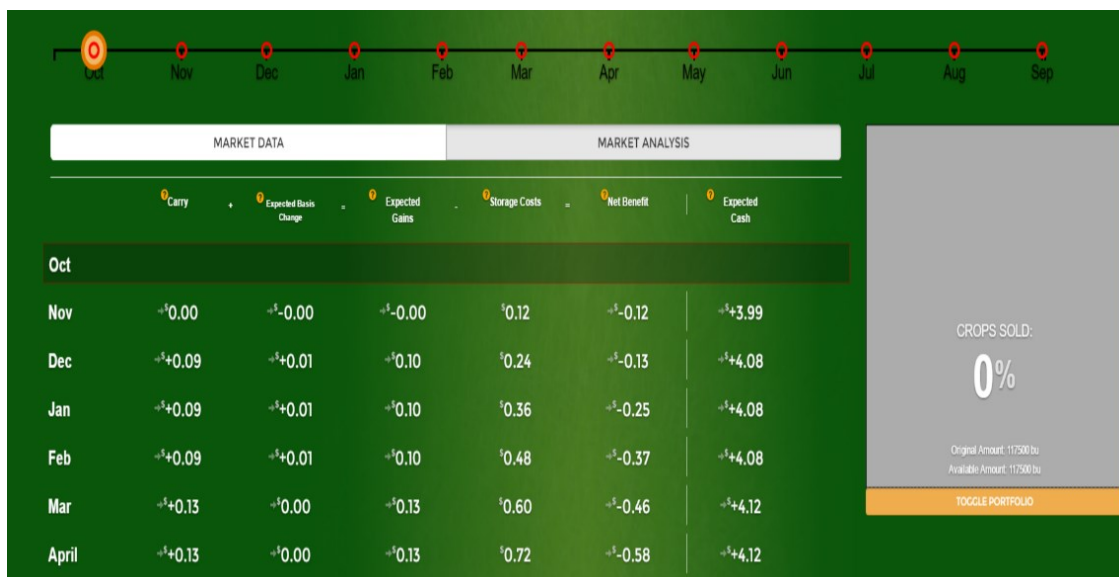 Oct Nov Dec Jan Feb Mar Apr May Jun Jul Aug Sep
MARKET DATA MARKET ANALYSIS
? Carry + ? Expected Basis Change = ? Expected Gains - ? Storage Costs = ? Net Benefit ? Expected Cash
Oct
Nov $0.00 $-0.00 $-0.00 $0.12 $-0.12 $+3.99
Dec $+0.09 $+0.01 $0.10 $0.24 $-0.13 $+4.08
Jan $+0.09 $+0.01 $0.10 $0.36 $-0.25 $+4.08
Feb $+0.09 $+0.01 $0.10 $0.48 $-0.37 $+4.08
Mar $+0.13 $0.00 $0.13 $0.60 $-0.46 $+4.12
April $+0.13 $0.00 $0.13 $0.72 $-0.58 $+4.12
CROPS SOLD:
0%
Original Amount: 117500 bu
Available Amount: 117500 bu
TOGGLE PORTFOLIO